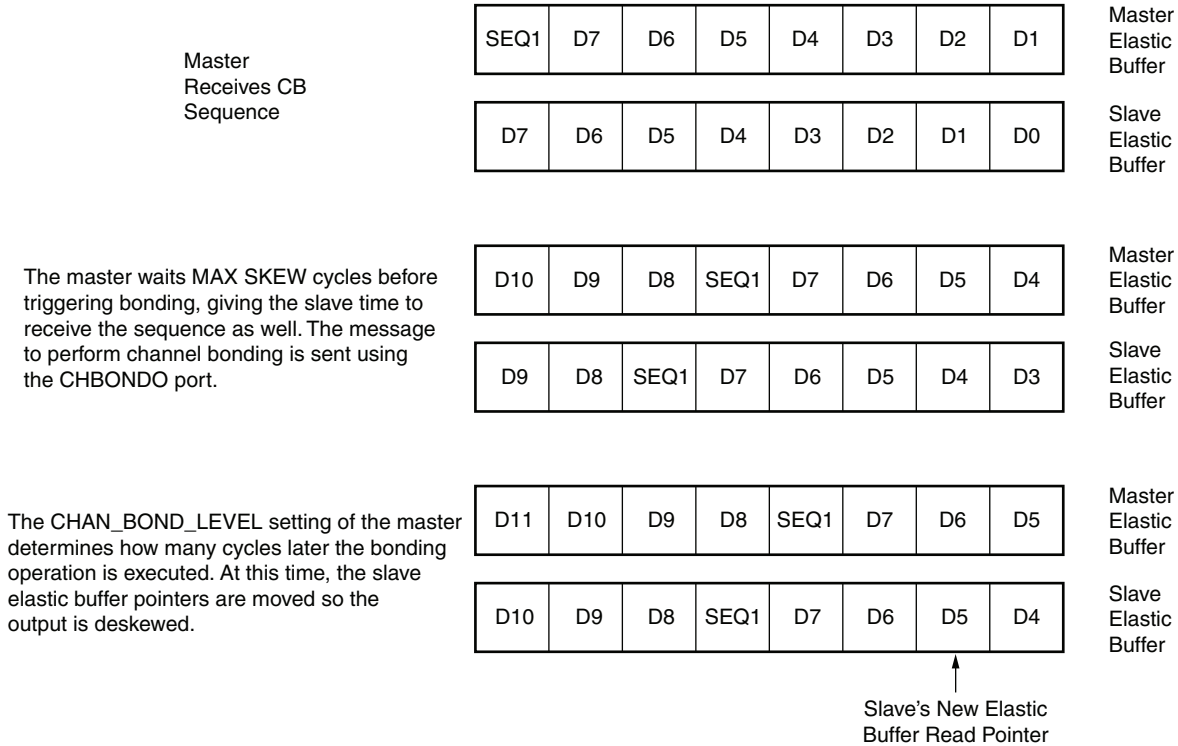 Master
Receives CB
Sequence
SEQ1 D7 D6 D5 D4 D3 D2 D1
Master
Elastic
Buffer
D7 D6 D5 D4 D3 D2 D1 D0
Slave
Elastic
Buffer
The master waits MAX SKEW cycles before
triggering bonding, giving the slave time to
receive the sequence as well. The message
to perform channel bonding is sent using
the CHBONDO port.
D10 D9 D8 SEQ1 D7 D6 D5 D4
Master
Elastic
Buffer
D9 D8 SEQ1 D7 D6 D5 D4 D3
Slave
Elastic
Buffer
The CHAN_BOND_LEVEL setting of the master
determines how many cycles later the bonding
operation is executed. At this time, the slave
elastic buffer pointers are moved so the
output is deskewed.
D11 D10 D9 D8 SEQ1 D7 D6 D5
Master
Elastic
Buffer
D10 D9 D8 SEQ1 D7 D6 D5 D4
Slave
Elastic
Buffer
Slave's New Elastic
Buffer Read Pointer